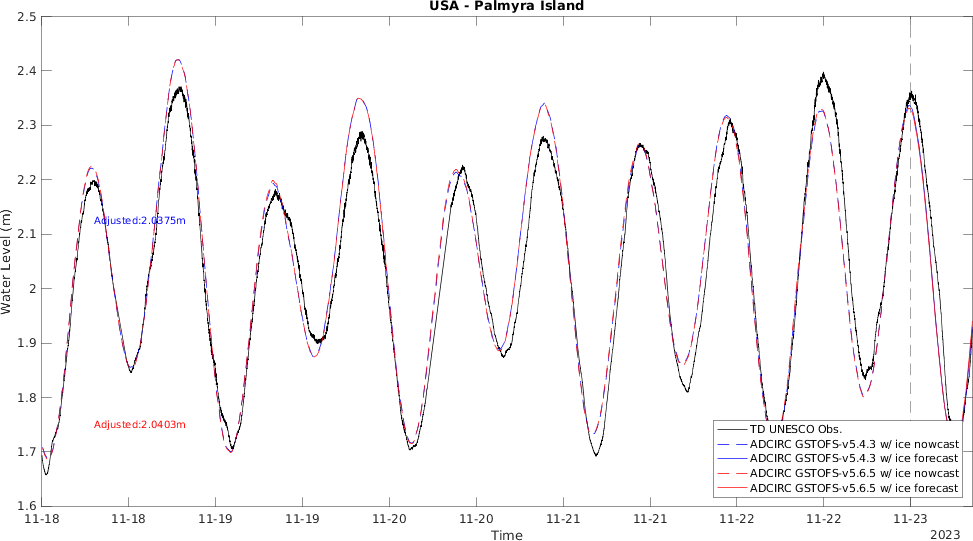 USA - Palmyra Island
2.5
2.4
2.3
2.2
2.1
2
1.9
1.8
1.7
1.6
Water Level (m)
Adjusted:2.0375m
Adjusted:2.0403m
TD UNESCO Obs.
ADCIRC GSTOFS-v5.4.3 w/ ice nowcast
ADCIRC GSTOFS-v5.4.3 w/ ice forecast
ADCIRC GSTOFS-v5.6.5 w/ ice nowcast
ADCIRC GSTOFS-v5.6.5 w/ ice forecast
11-18 11-18 11-19 11-19 11-20 11-20 11-21 11-21 11-22 11-22 11-23
Time
2023